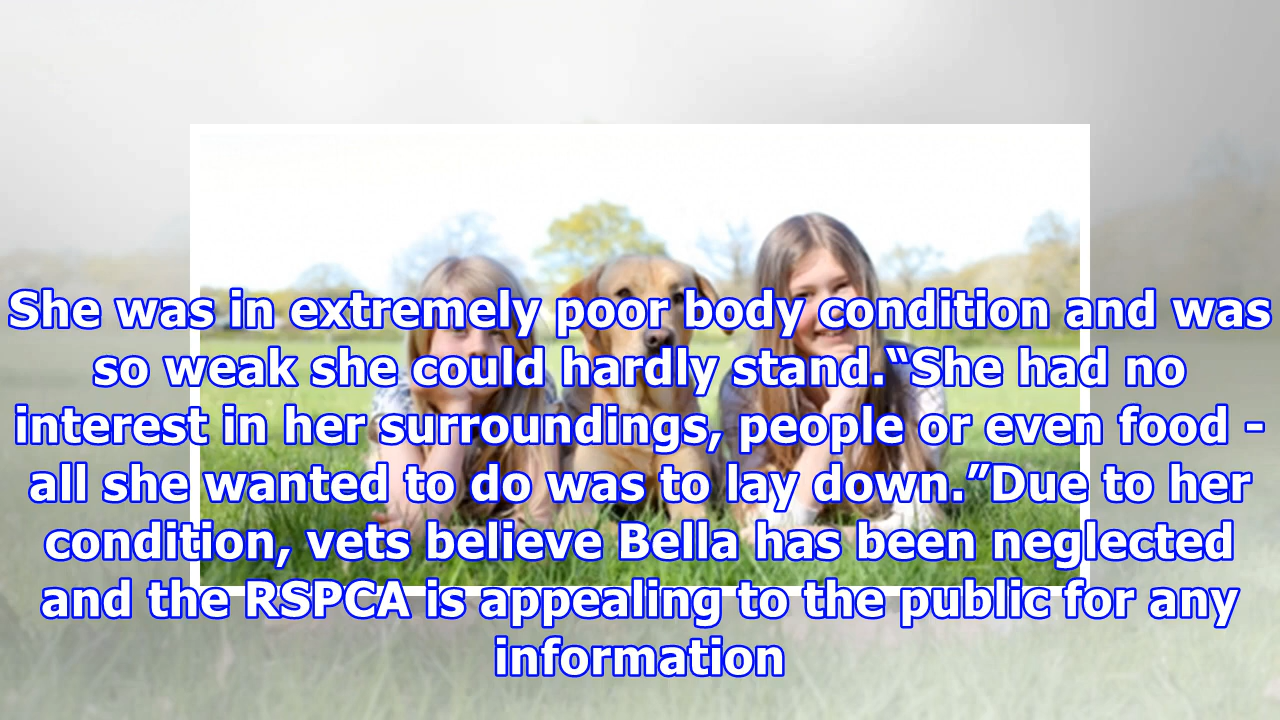 She was in extremely poor body condition and was
so weak she could hardly stand.“She had no
interest in her surroundings, people or even food -
all she wanted to do was to lay down.”Due to her
condition, vets believe Bella has been neglected
and the RSPCA is appealing to the public for any
information